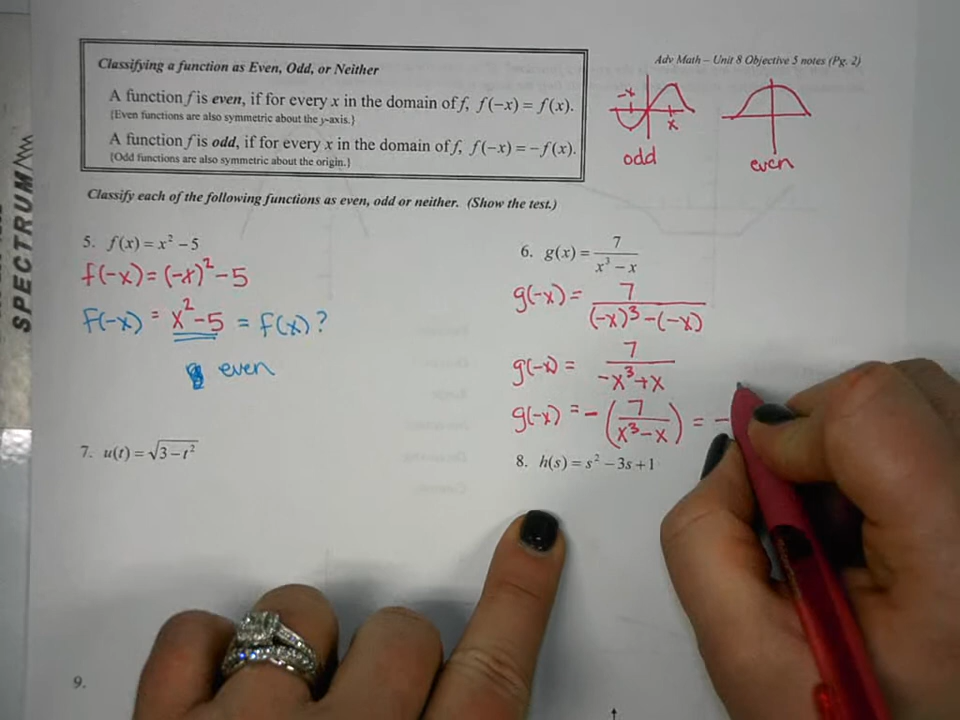 Adv Math – Unit 8 Objective 5 notes (Pg. 2)
Classifying a function as Even, Odd, or Neither
A function f is even, if for every x in the domain of f, f(−x) = f(x).
{Even functions are also symmetric about the y-axis.}
A function f is odd, if for every x in the domain of f, f(−x) = −f(x).
{Odd functions are also symmetric about the origin.}
-x
x
odd
even
Classify each of the following functions as even, odd or neither. (Show the test.)
5. f(x) = x² − 5
f(-x) = (-x)² - 5
f(-x) = x² - 5 = f(x)?
even
6. g(x) = 7/(x³ − x)
g(-x) = 7/((-x)³ - (-x))
g(-x) = 7/(-x³ + x)
g(-x) = -(7/(x³ - x)) = -
7. u(t) = √(3 − t²)
8. h(s) = s² − 3s + 1
9.
SPECTRUM